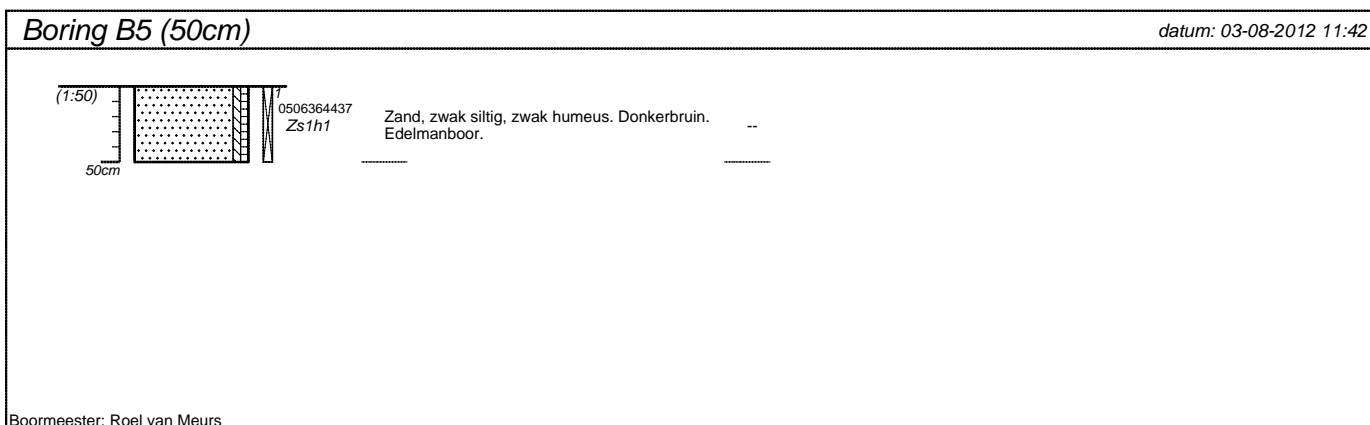 Boring B5 (50cm)
datum: 03-08-2012 11:42
(1:50)
1
0506364437
Zs1h1
Zand, zwak siltig, zwak humeus. Donkerbruin.
Edelmanboor.
--
50cm
Boormeester: Roel van Meurs